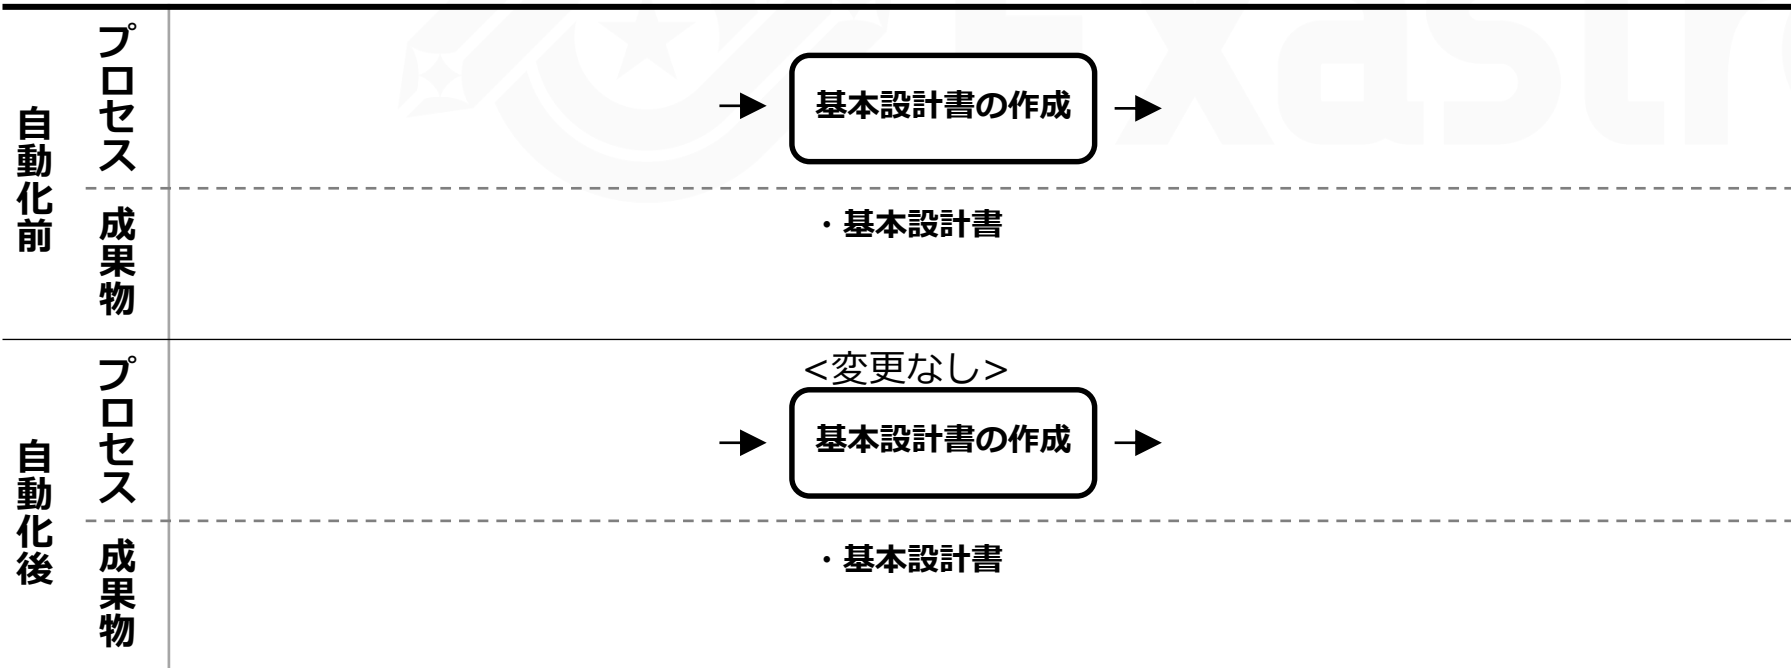 Exastro
自動化前
プロセス
基本設計書の作成
成果物
・基本設計書
自動化後
プロセス
<変更なし>
基本設計書の作成
成果物
・基本設計書